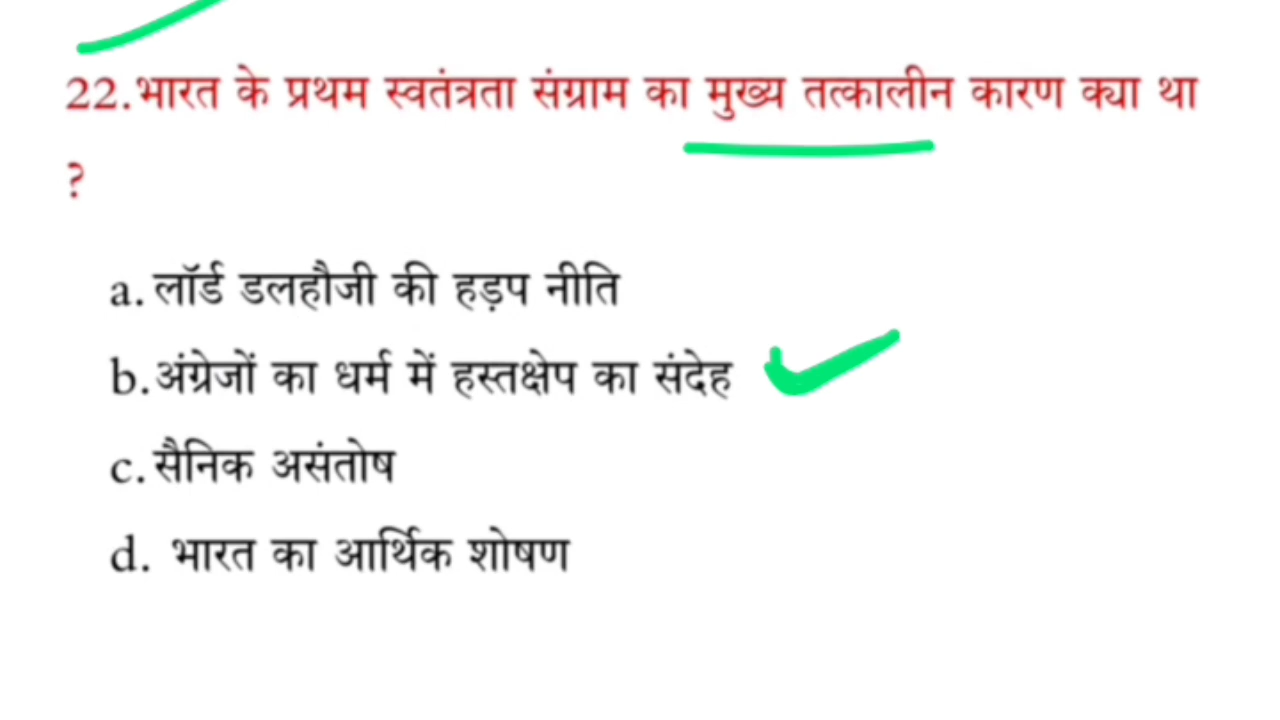 22.भारत के प्रथम स्वतंत्रता संग्राम का मुख्य तत्कालीन कारण क्या था
?
a. लॉर्ड डलहौजी की हड़प नीति
b. अंग्रेजों का धर्म में हस्तक्षेप का संदेह
c. सैनिक असंतोष
d. भारत का आर्थिक शोषण